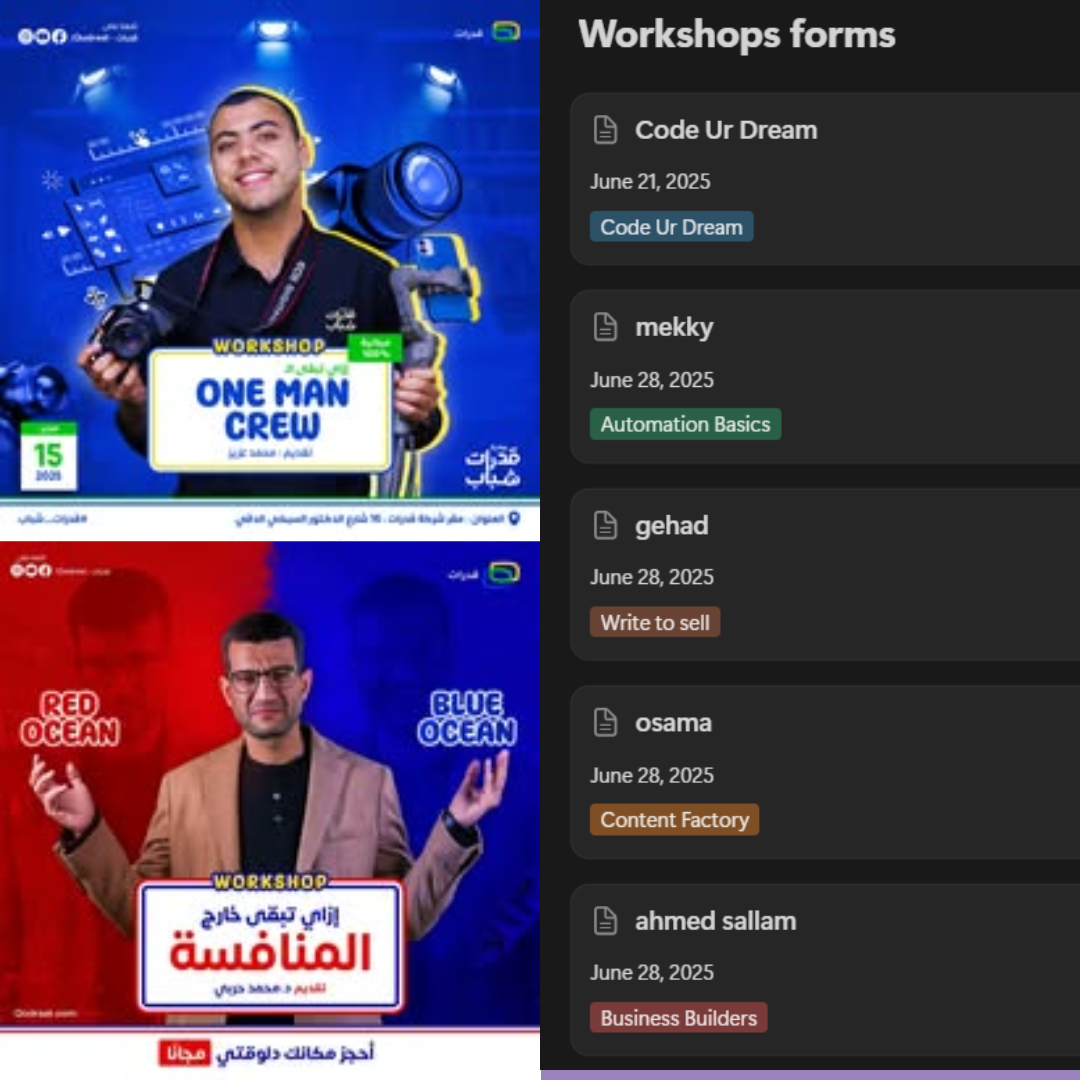 قدرات
WORKSHOP
مجانية
100%
إزاي تبقى الـ
ONE MAN
CREW
تقديم : محمد عزيز
15
2025
قدرات
شباب
العنوان : مقر شركة قدرات ، 16 شارع الدكتور السبكي الدقي
#قدرات_شباب
قدرات
RED
OCEAN
BLUE
OCEAN
WORKSHOP
إزاي تبقى خارج
المنافسة
تقديم د.محمد حربي
Qodraat.com
أحجز مكانك دلوقتي مجانًا
Workshops forms
Code Ur Dream
June 21, 2025
Code Ur Dream
mekky
June 28, 2025
Automation Basics
gehad
June 28, 2025
Write to sell
osama
June 28, 2025
Content Factory
ahmed sallam
June 28, 2025
Business Builders